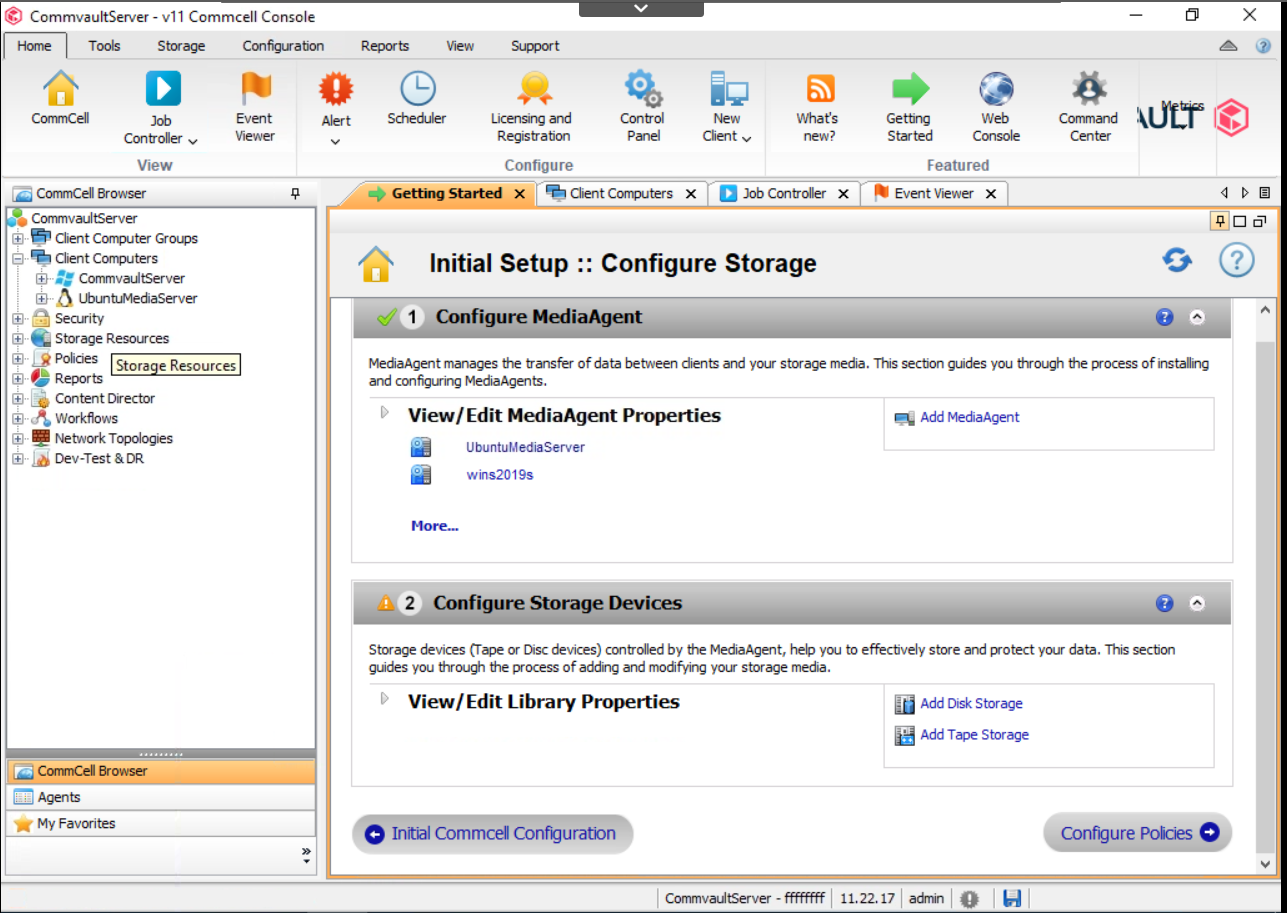 CommvaultServer - v11 Commcell Console
Home Tools Storage Configuration Reports View Support
CommCell
Job Controller
Event Viewer
Alert
Scheduler
Licensing and Registration
Control Panel
New Client
What's new?
Getting Started
Web Console
Command Center
Metrics
AULT
View Configure Featured
CommCell Browser
Getting Started Client Computers Job Controller Event Viewer
CommvaultServer
Client Computer Groups
Client Computers
CommvaultServer
UbuntuMediaServer
Security
Storage Resources
Policies
Storage Resources
Reports
Content Director
Workflows
Network Topologies
Dev-Test & DR
CommCell Browser
Agents
My Favorites
Initial Setup :: Configure Storage
1 Configure MediaAgent
MediaAgent manages the transfer of data between clients and your storage media. This section guides you through the process of installing
and configuring MediaAgents.
View/Edit MediaAgent Properties
Add MediaAgent
UbuntuMediaServer
wins2019s
More...
2 Configure Storage Devices
Storage devices (Tape or Disc devices) controlled by the MediaAgent, help you to effectively store and protect your data. This section
guides you through the process of adding and modifying your storage media.
View/Edit Library Properties
Add Disk Storage
Add Tape Storage
Initial Commcell Configuration
Configure Policies
CommvaultServer - ffffffff 11.22.17 admin